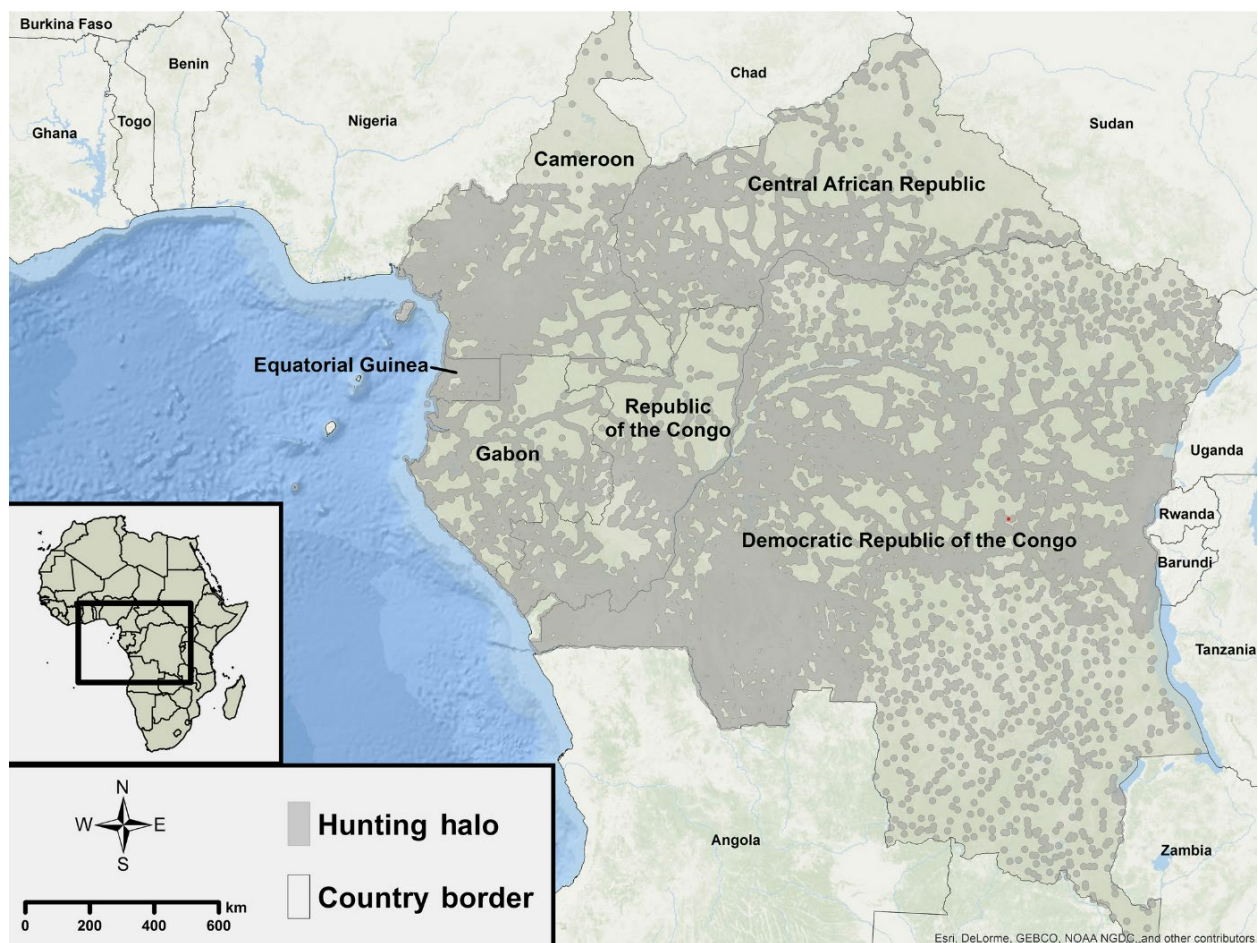 Burkina Faso
Benin
Ghana
Togo
Nigeria
Chad
Sudan
Cameroon
Central African Republic
Equatorial Guinea
Republic
of the Congo
Gabon
Uganda
Rwanda
Democratic Republic of the Congo
Barundi
Tanzania
Angola
Zambia
N
W E
S
Hunting halo
Country border
km
0 200 400 600
Esri, DeLorme, GEBCO, NOAA NGDC, and other contributors